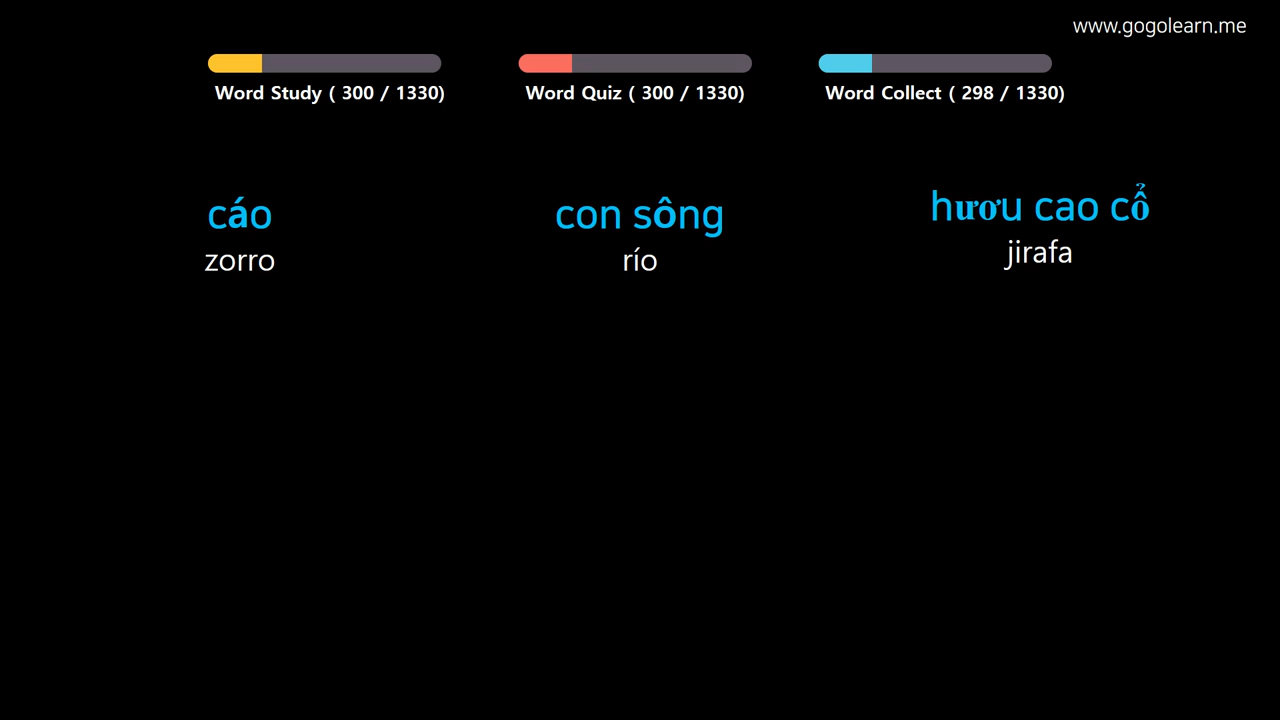 www.gogolearn.me
Word Study ( 300 / 1330)
Word Quiz ( 300 / 1330)
Word Collect ( 298 / 1330)
cáo
zorro
con sông
río
hươu cao cổ
jirafa